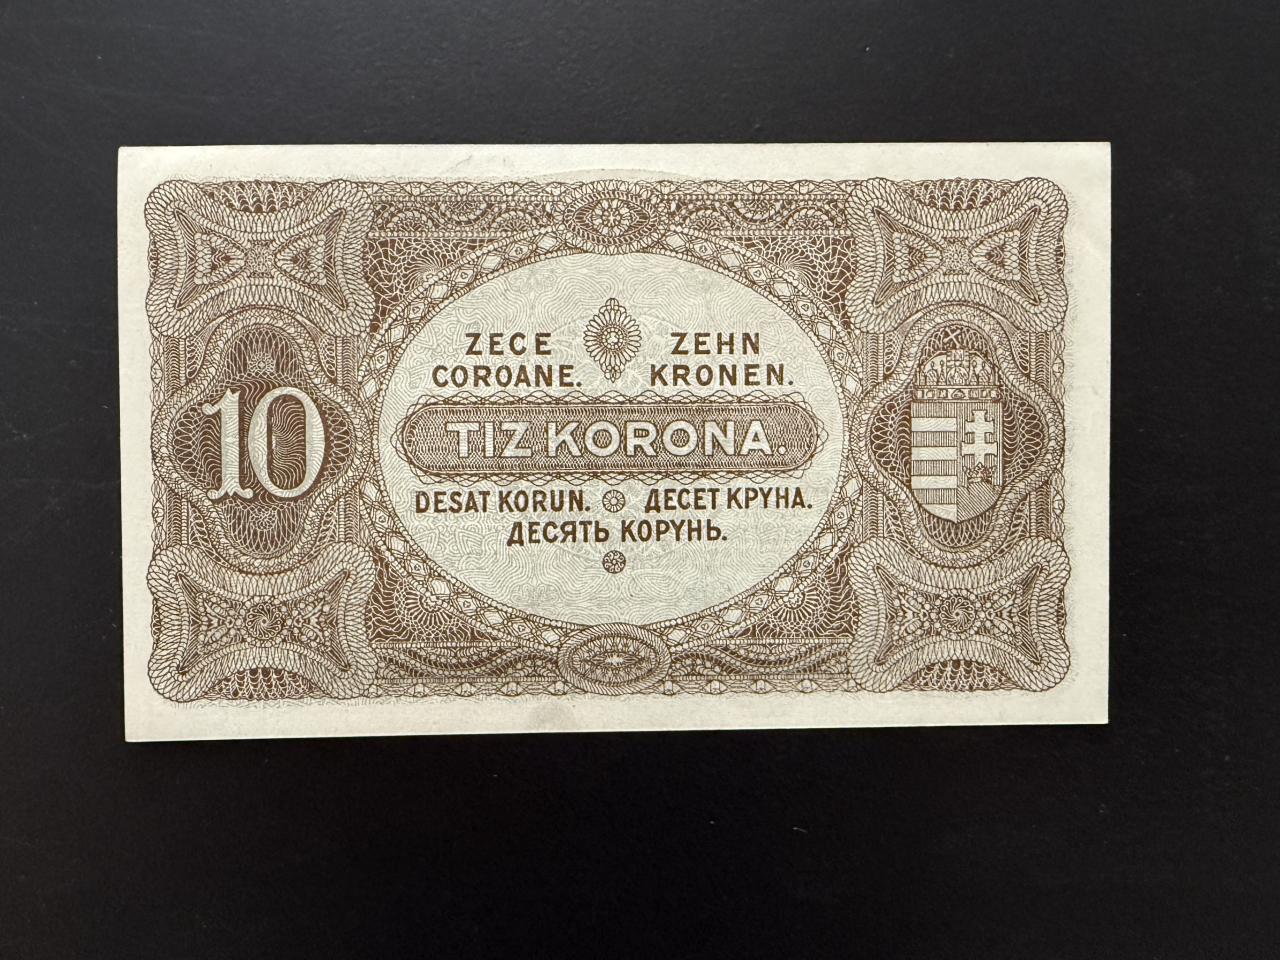 ZECE
COROANE.
ZEHN
KRONEN.
10
TIZ KORONA.
DESAT KORUN.
ДЕСЕТ КРУНА.
ДЕСЯТЬ КОРУНЬ.